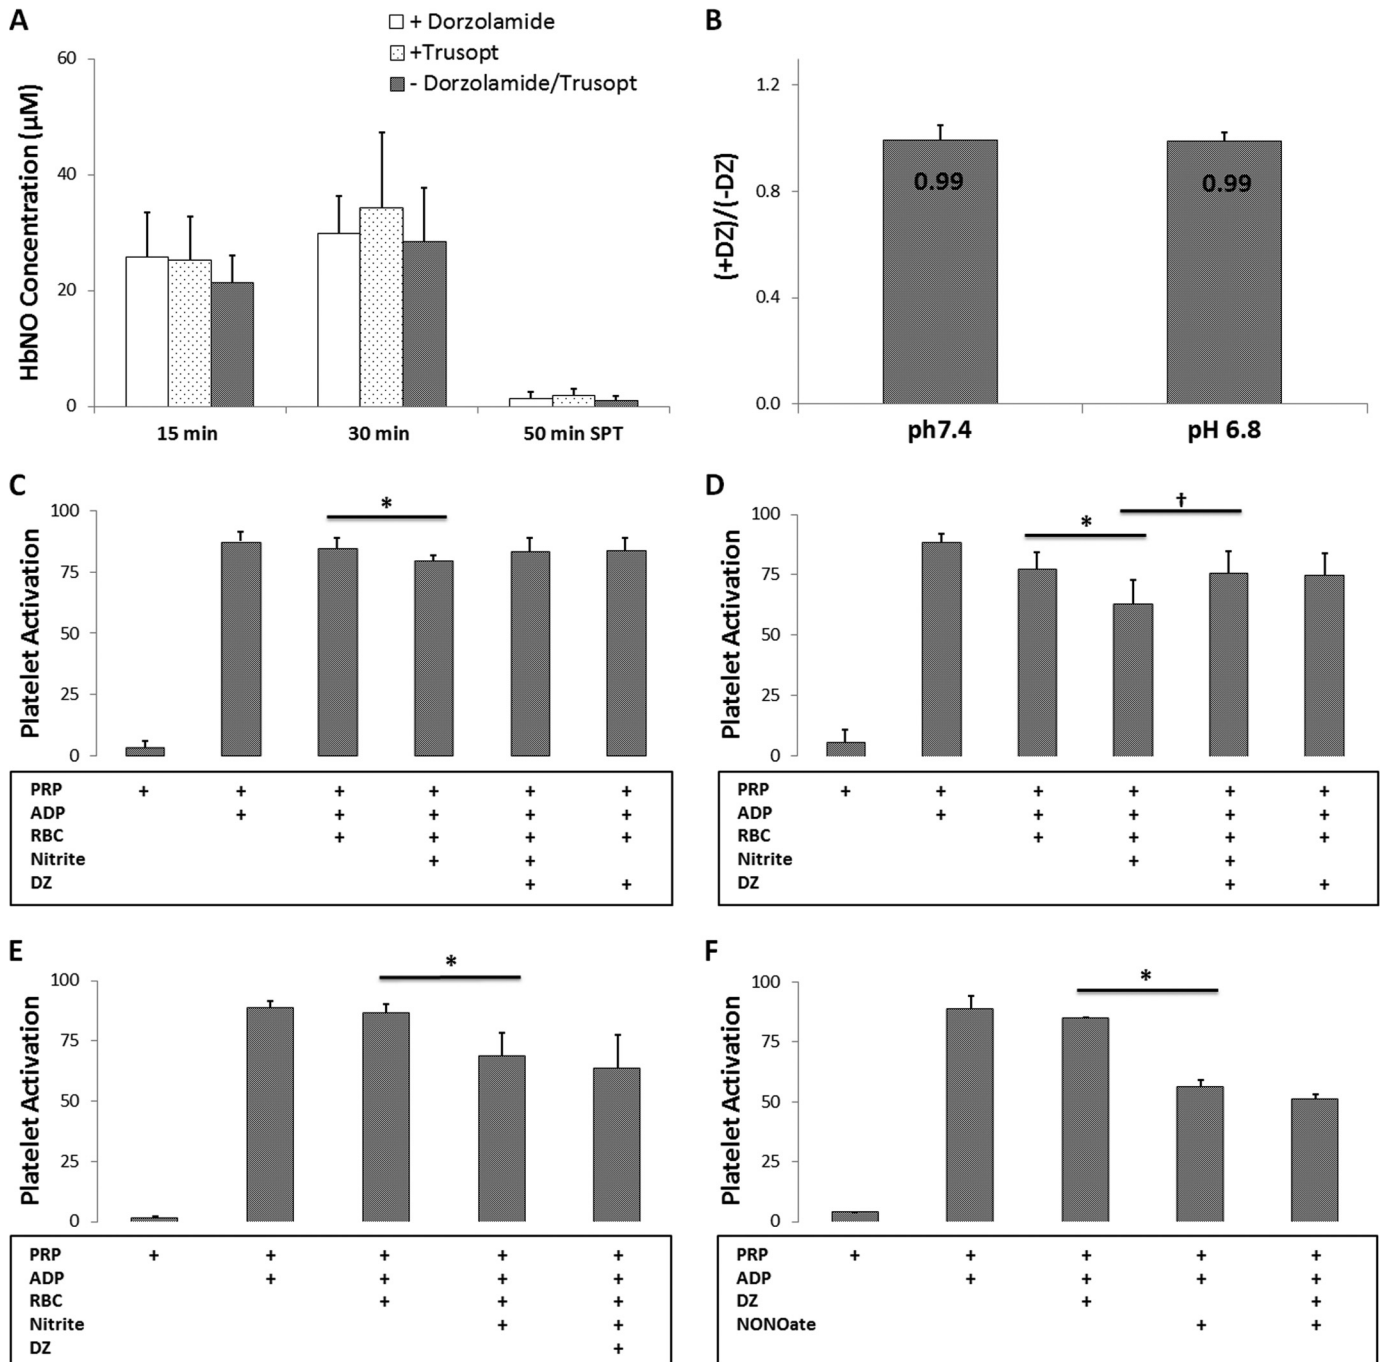 A
+ Dorzolamide
+Trusopt
- Dorzolamide/Trusopt
HbNO Concentration (µM)
60
40
20
0
15 min 30 min 50 min SPT
B
(+DZ)/(-DZ)
1.2
0.8
0.4
0.0
0.99 0.99
ph7.4 pH 6.8
C
Platelet Activation
100
75
50
25
0
*
PRP + + + + + +
ADP + + + + +
RBC + + + +
Nitrite + +
DZ + +
D
Platelet Activation
100
75
50
25
0
* †
PRP + + + + + +
ADP + + + + +
RBC + + + +
Nitrite + +
DZ + +
E
Platelet Activation
100
75
50
25
0
*
PRP + + + + +
ADP + + + +
RBC + + +
Nitrite + +
DZ +
F
Platelet Activation
100
75
50
25
0
*
PRP + + + + +
ADP + + + +
DZ + +
NONOate + +